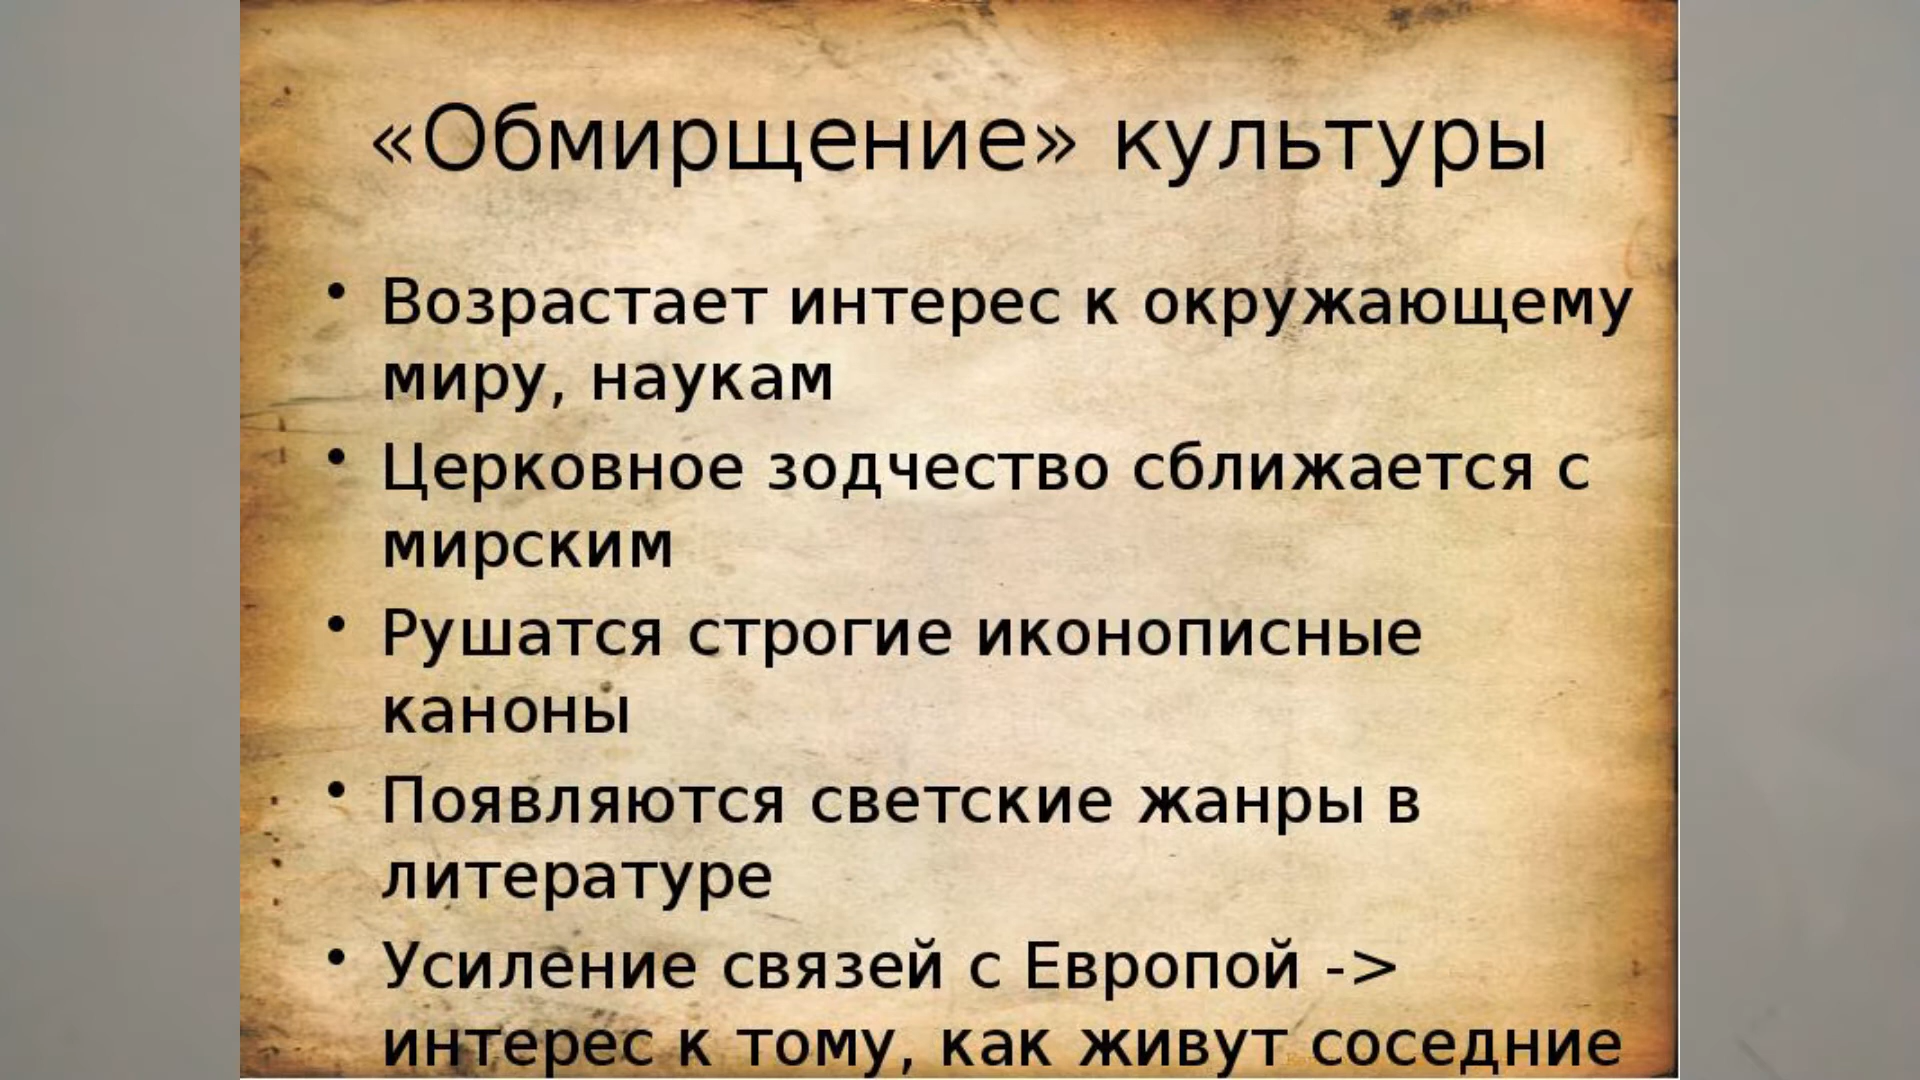 «Обмирщение» культуры
• Возрастает интерес к окружающему
миру, наукам
• Церковное зодчество сближается с
мирским
• Рушатся строгие иконописные
каноны
• Появляются светские жанры в
литературе
• Усиление связей с Европой ->
интерес к тому, как живут соседние